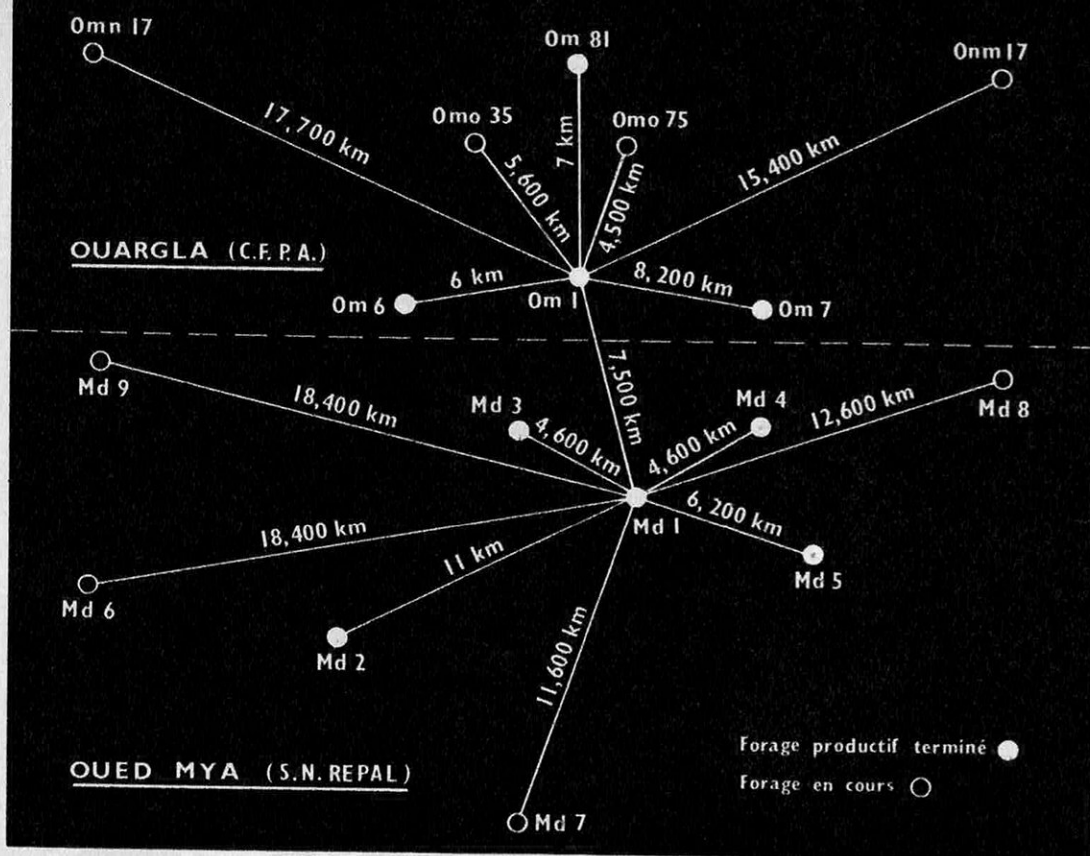 Omn 17
Om 81
Onm 17
Omo 35
Omo 75
17,700 km
5,600 km
7 km
4,500 km
15,400 km
OUARGLA (C.F.P.A.)
6 km
8,200 km
Om 6
Om 1
Om 7
Md 9
7,500 km
18,400 km
Md 3
Md 4
12,600 km
Md 8
4,600 km
4,600 km
6,200 km
Md 1
18,400 km
11 km
Md 5
Md 6
Md 2
11,600 km
Forage productif terminé
OUED MYA (S.N. REPAL)
Forage en cours
Md 7